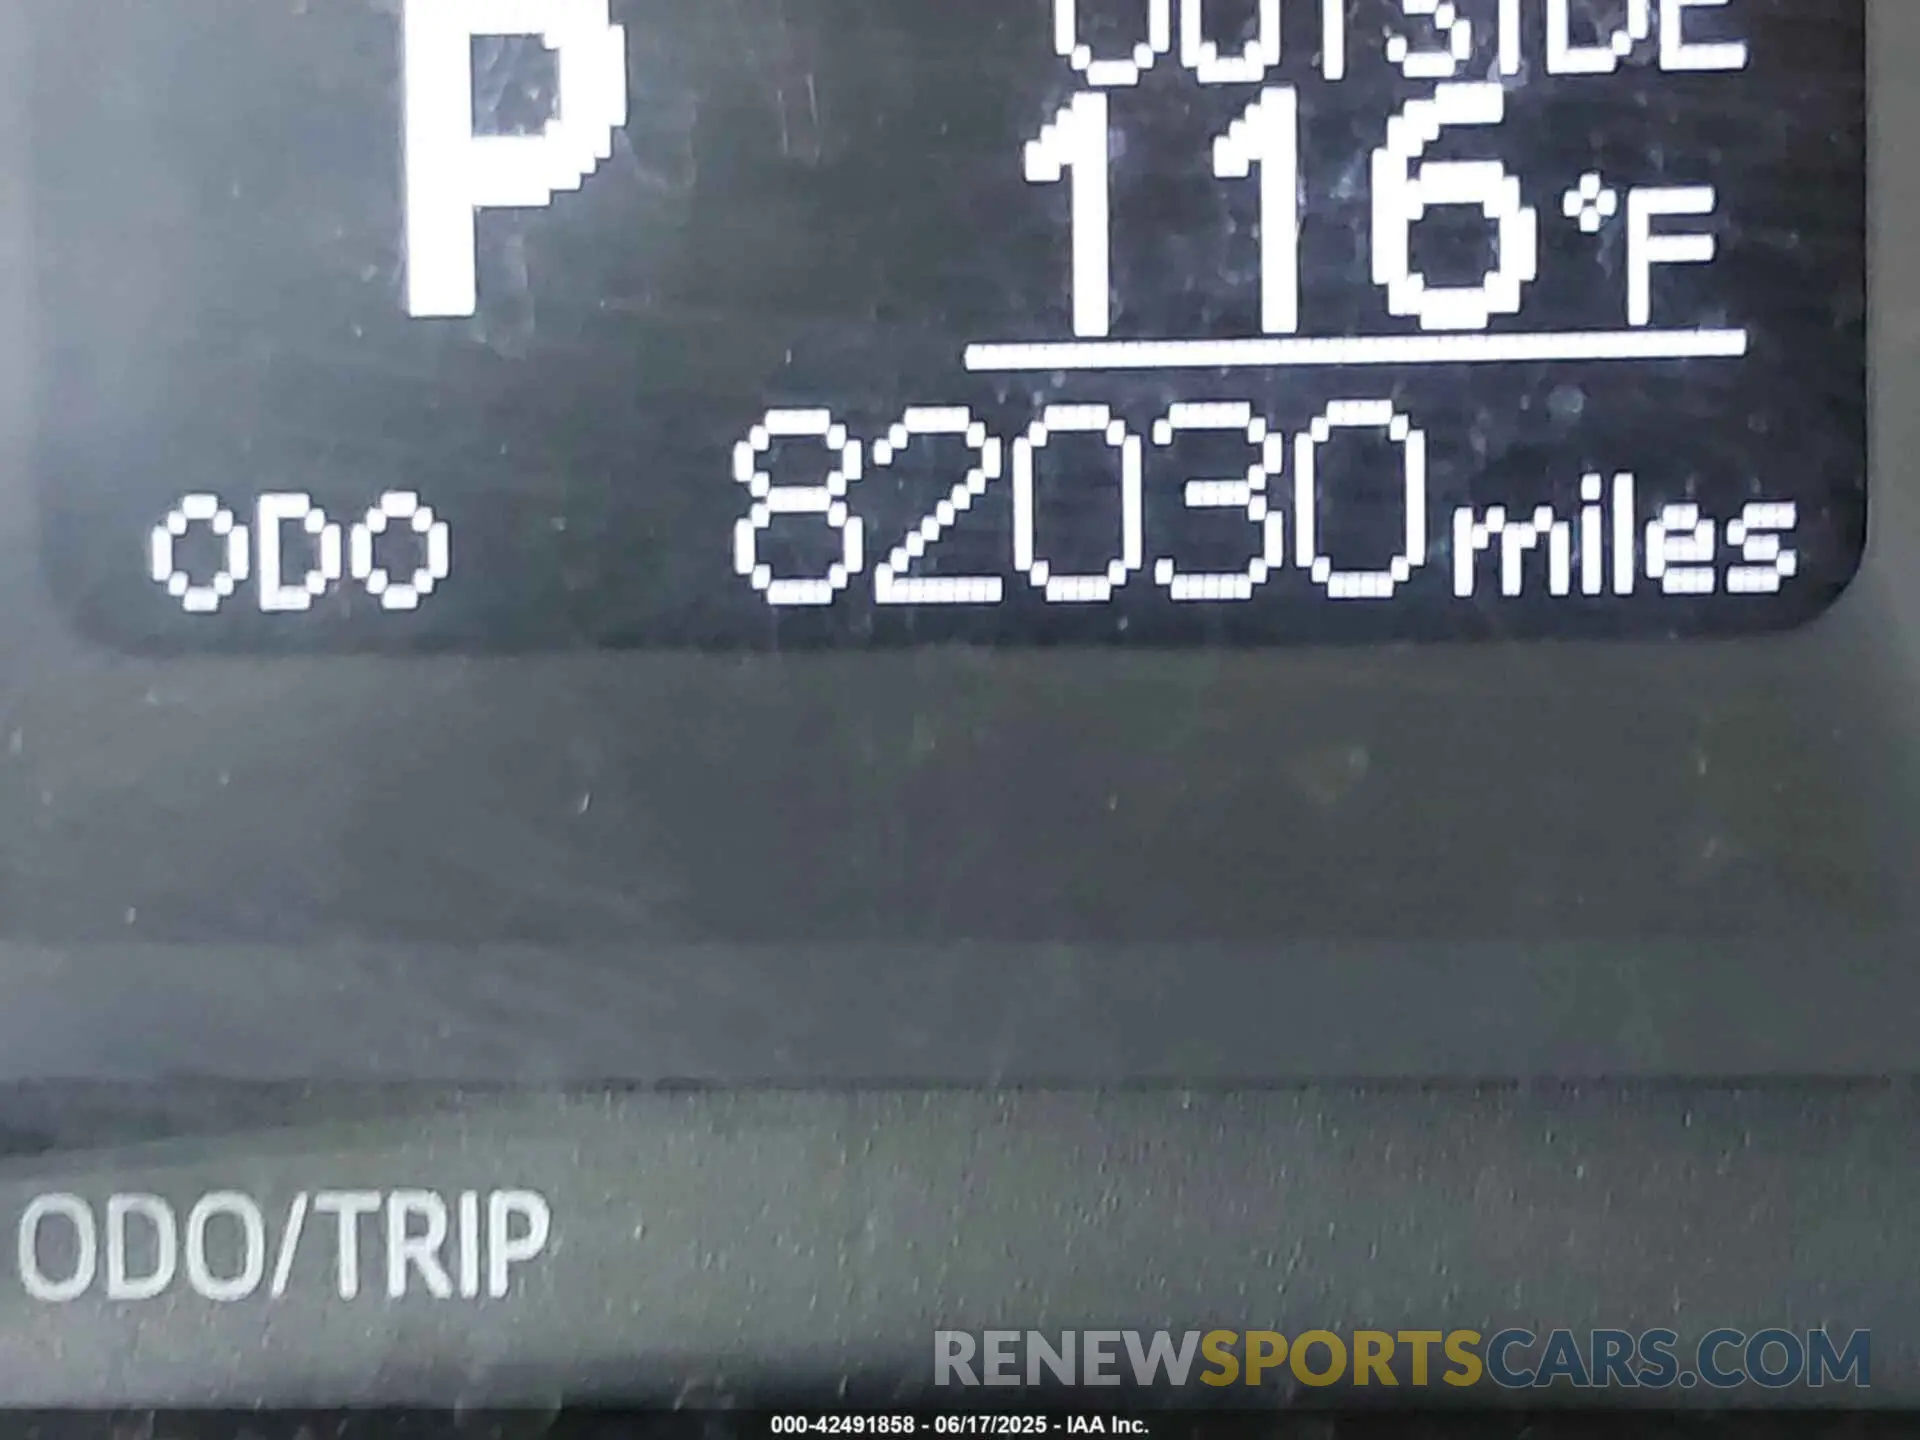 P
OUTSIDE
116°F
ODO 82030 miles
ODO/TRIP
RENEWSPORTSCARS.COM
000-42491858 - 06/17/2025 - IAA Inc.